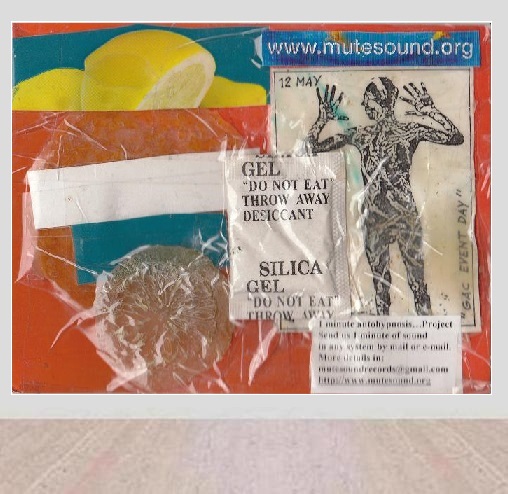 www.mutesound.org
12 MAY
SILICA
GEL
"DO NOT EAT
THROW AWAY
DESICCANT
SILICA
GEL
"DO NOT EAT"
THROW AWAY
"GAC EVENT DAY"
1 minute autohypnosis...Project
Send us 1 minute of sound
in any system by mail or e-mail.
More details in:
mutesoundrecords@gmail.com
http://www.mutesound.org